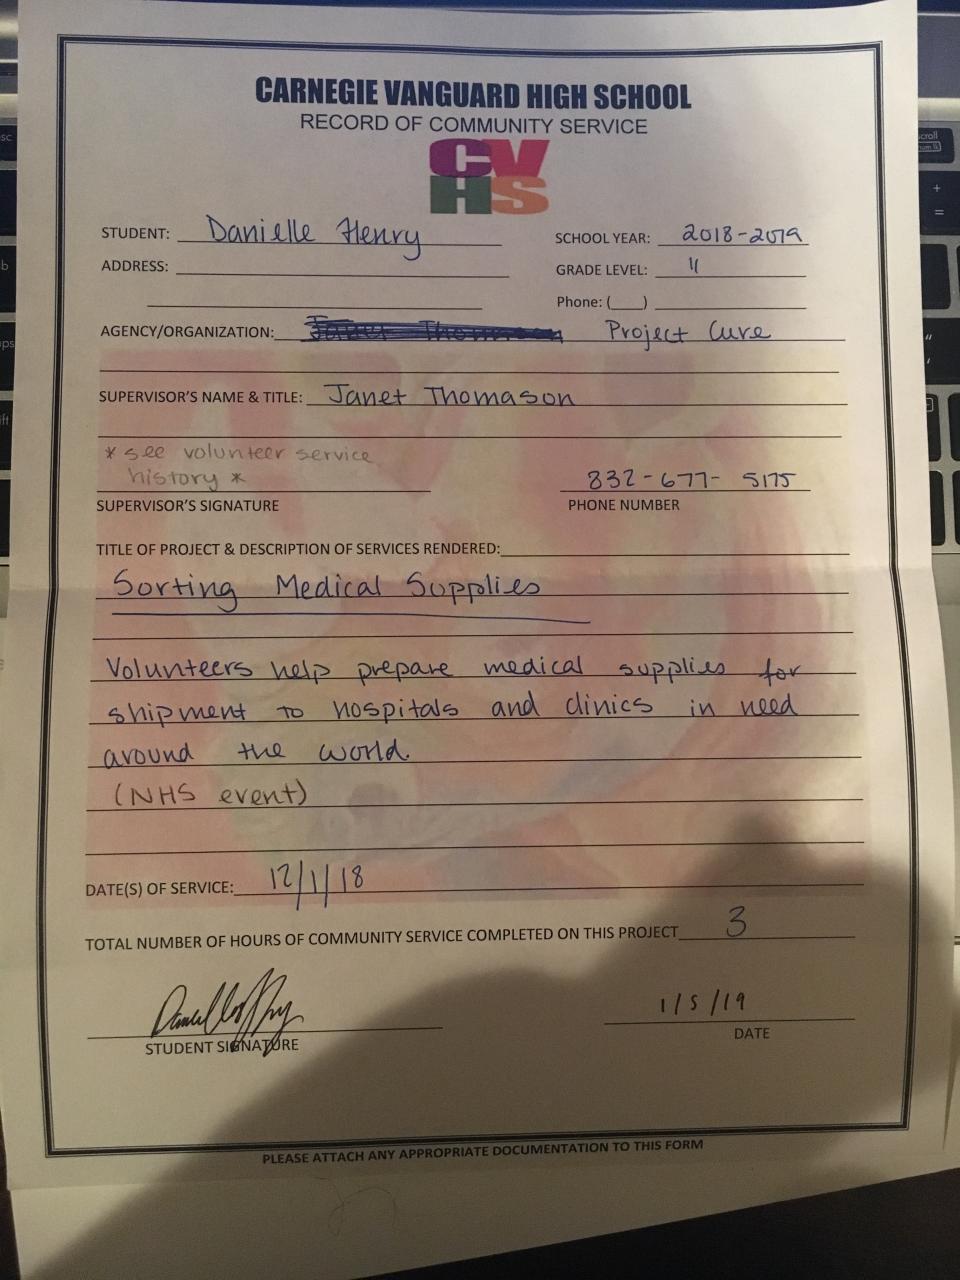 CARNEGIE VANGUARD HIGH SCHOOL
RECORD OF COMMUNITY SERVICE
CV
HS
STUDENT: Danielle Henry
SCHOOL YEAR: 2018-2019
ADDRESS:
GRADE LEVEL: 11
Phone: (___)
AGENCY/ORGANIZATION: Janet Thomason Project Cure
SUPERVISOR'S NAME & TITLE: Janet Thomason
* see volunteer service
history *
832-677-5175
SUPERVISOR'S SIGNATURE
PHONE NUMBER
TITLE OF PROJECT & DESCRIPTION OF SERVICES RENDERED:
Sorting Medical Supplies
Volunteers help prepare medical supplies for
shipment to hospitals and clinics in need
around the world.
(NHS event)
DATE(S) OF SERVICE: 12/1/18
TOTAL NUMBER OF HOURS OF COMMUNITY SERVICE COMPLETED ON THIS PROJECT 3
1/5/19
STUDENT SIGNATURE
DATE
PLEASE ATTACH ANY APPROPRIATE DOCUMENTATION TO THIS FORM